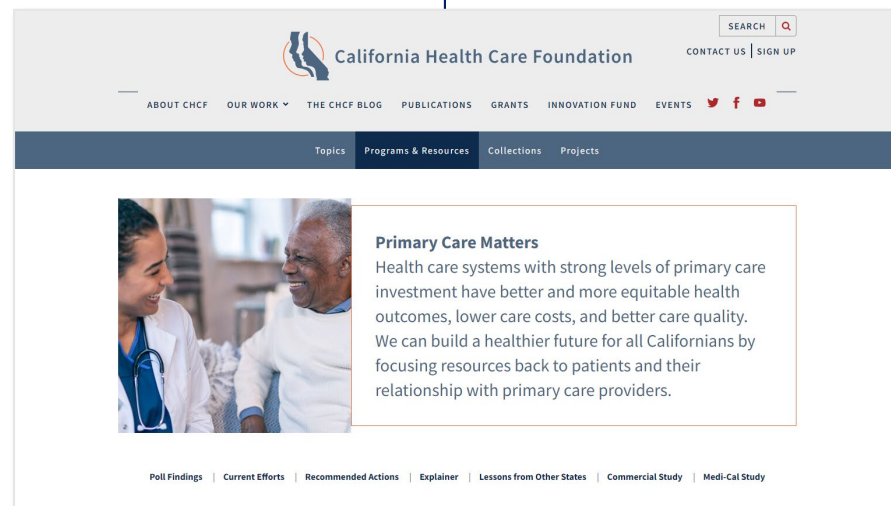 SEARCH
California Health Care Foundation
CONTACT US | SIGN UP
ABOUT CHCF OUR WORK THE CHCF BLOG PUBLICATIONS GRANTS INNOVATION FUND EVENTS
Topics Programs & Resources Collections Projects
Primary Care Matters
Health care systems with strong levels of primary care
investment have better and more equitable health
outcomes, lower care costs, and better care quality.
We can build a healthier future for all Californians by
focusing resources back to patients and their
relationship with primary care providers.
Poll Findings | Current Efforts | Recommended Actions | Explainer | Lessons from Other States | Commercial Study | Medi-Cal Study